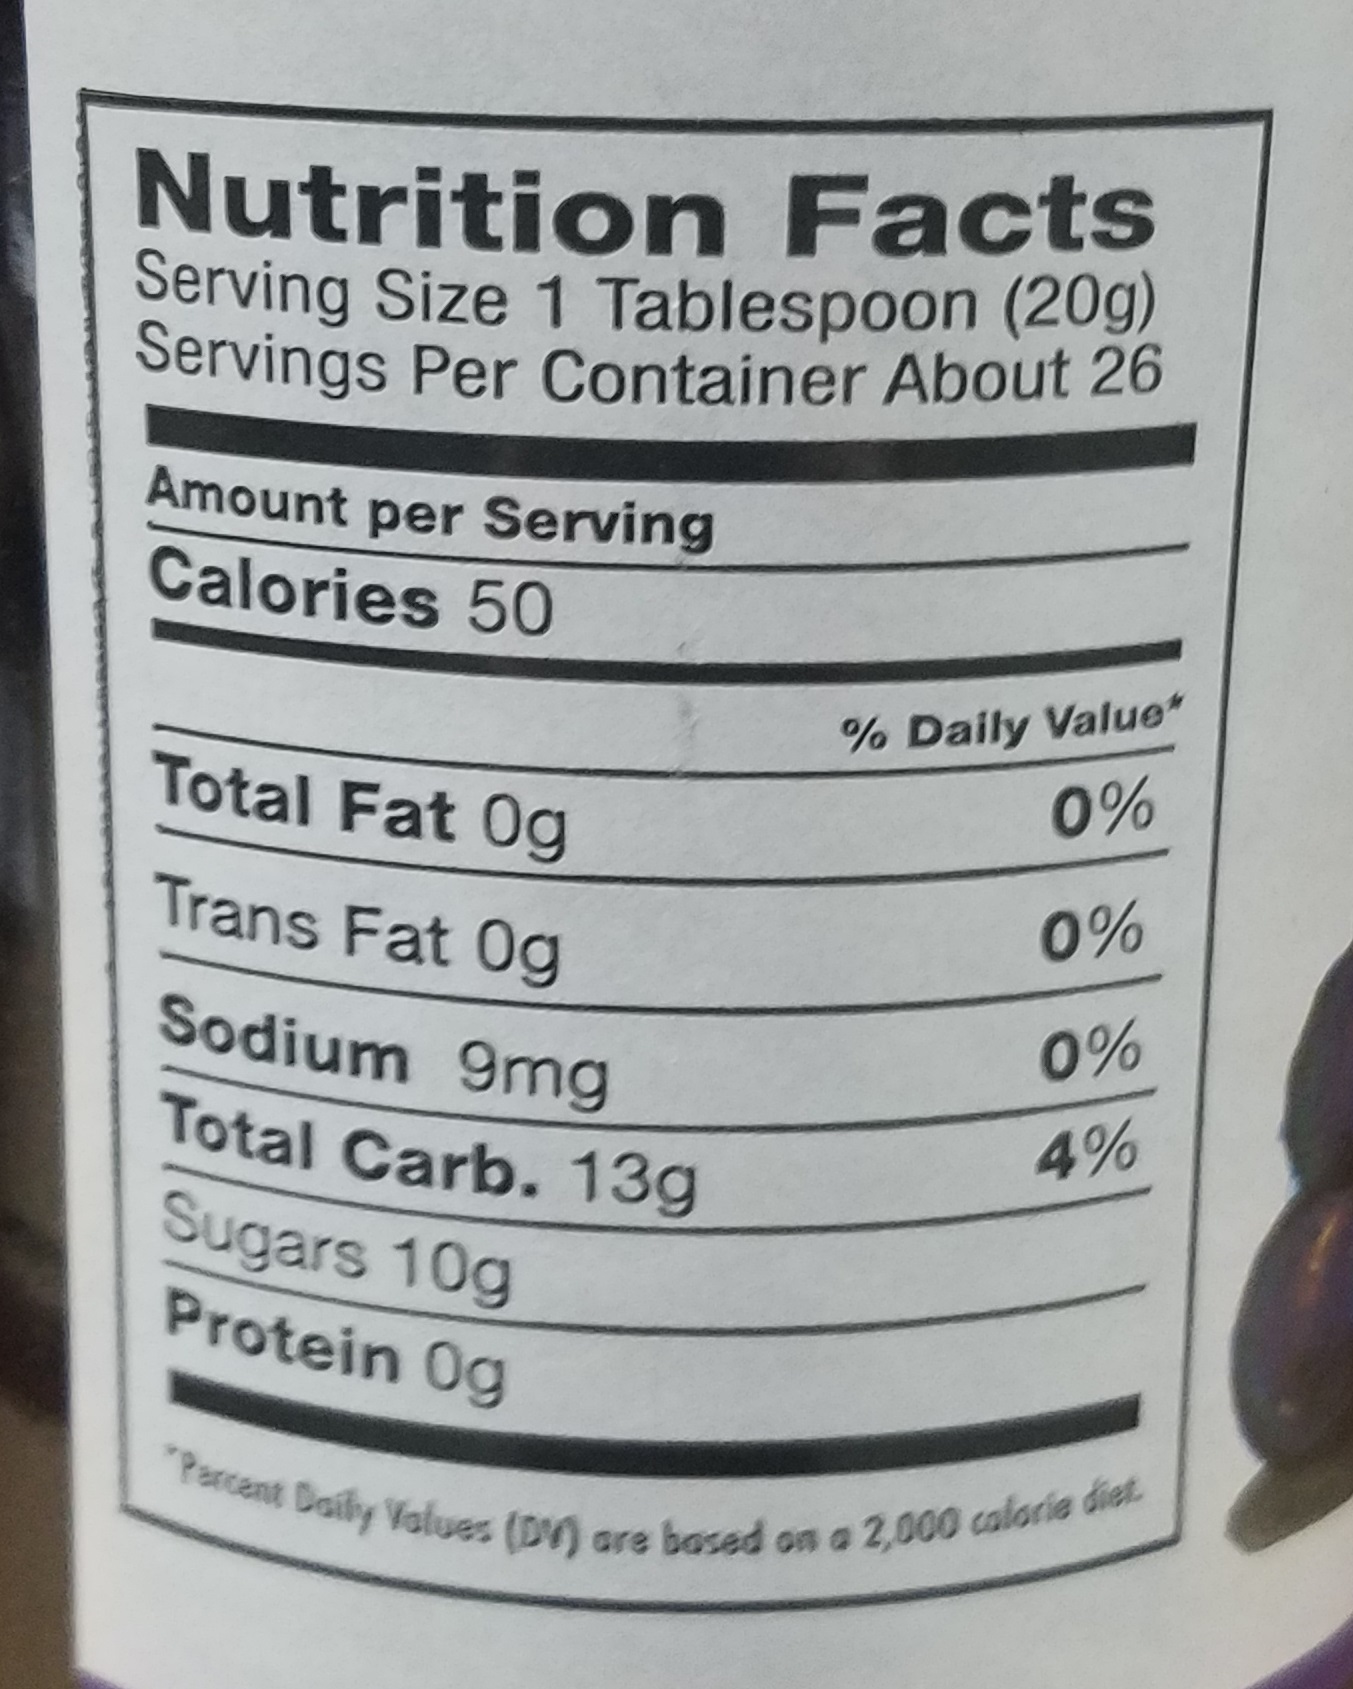 Nutrition Facts
Serving Size 1 Tablespoon (20g)
Servings Per Container About 26
Amount per Serving
Calories 50
% Daily Value*
Total Fat 0g 0%
Trans Fat 0g 0%
Sodium 9mg 0%
Total Carb. 13g 4%
Sugars 10g
Protein 0g
*Percent Daily Values (DV) are based on a 2,000 calorie diet.